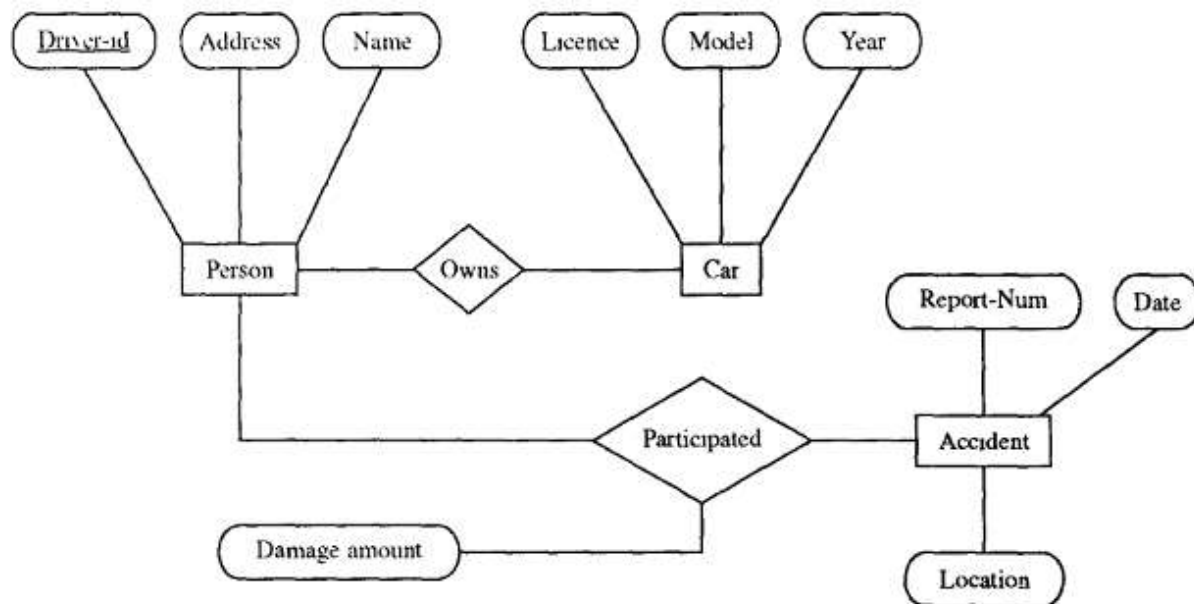 Driver-id
Address
Name
Licence
Model
Year
Person
Owns
Car
Report-Num
Date
Participated
Accident
Damage amount
Location